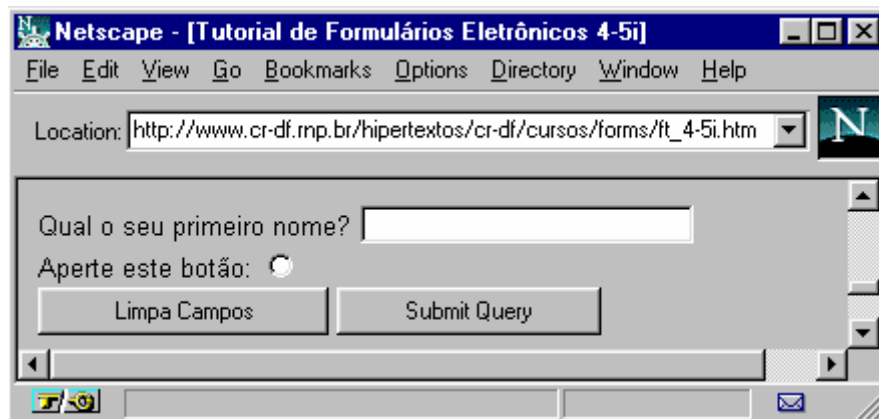 Netscape - [Tutorial de Formulários Eletrônicos 4-5i]
File Edit View Go Bookmarks Options Directory Window Help
Location: http://www.cr-df.rnp.br/hipertextos/cr-df/cursos/forms/ft_4-5i.htm
N
Qual o seu primeiro nome?
Aperte este botão:
Limpa Campos Submit Query